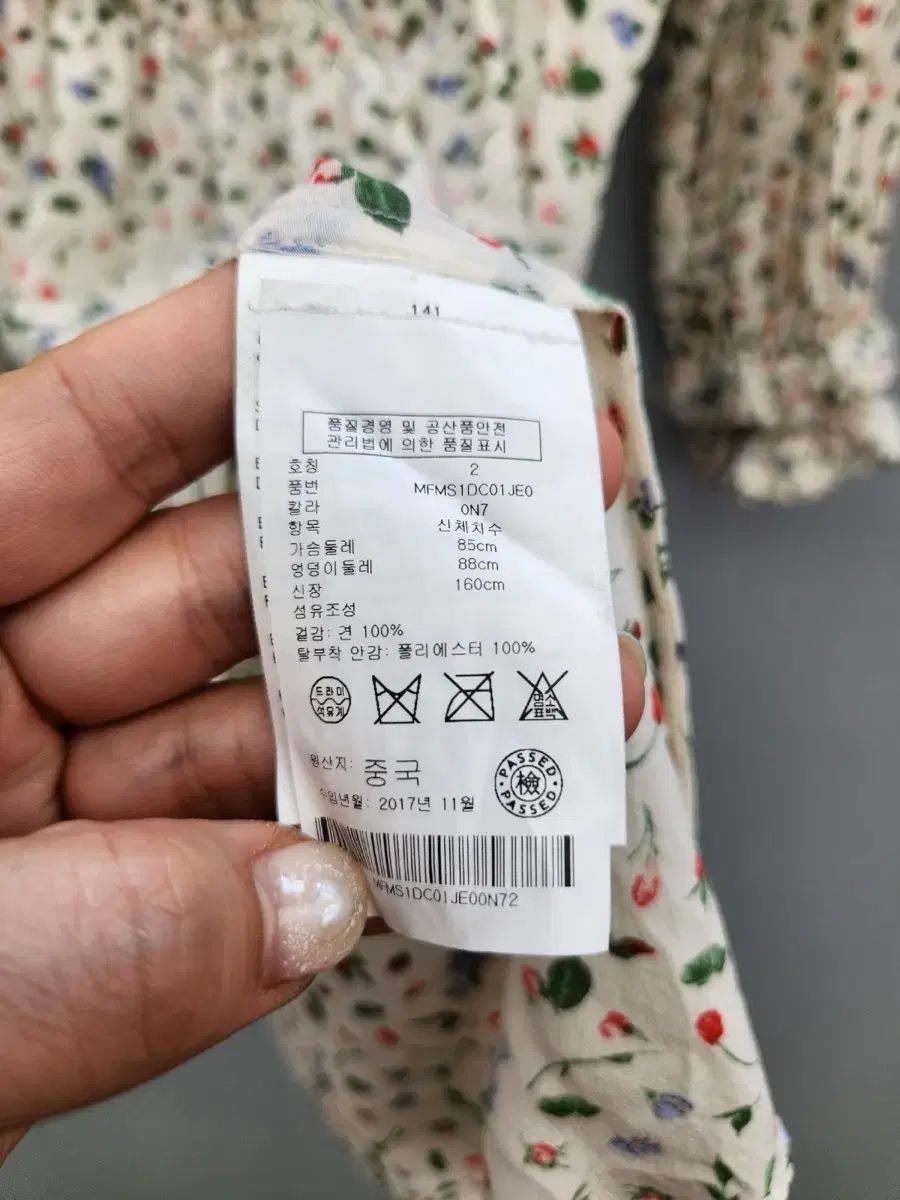 141
품질경영 및 공산품안전
관리법에 의한 품질표시
호칭 2
품번 MFMS1DC01JE0
칼라 0N7
항목 신체치수
가슴둘레 85cm
엉덩이둘레 88cm
신장 160cm
섬유조성
겉감: 견 100%
탈부착 안감: 폴리에스터 100%
드라이
석유계
염소
표백
원산지: 중국
PASSED
檢
PASSED
수입년월: 2017년 11월
MFMS1DC01JE00N72